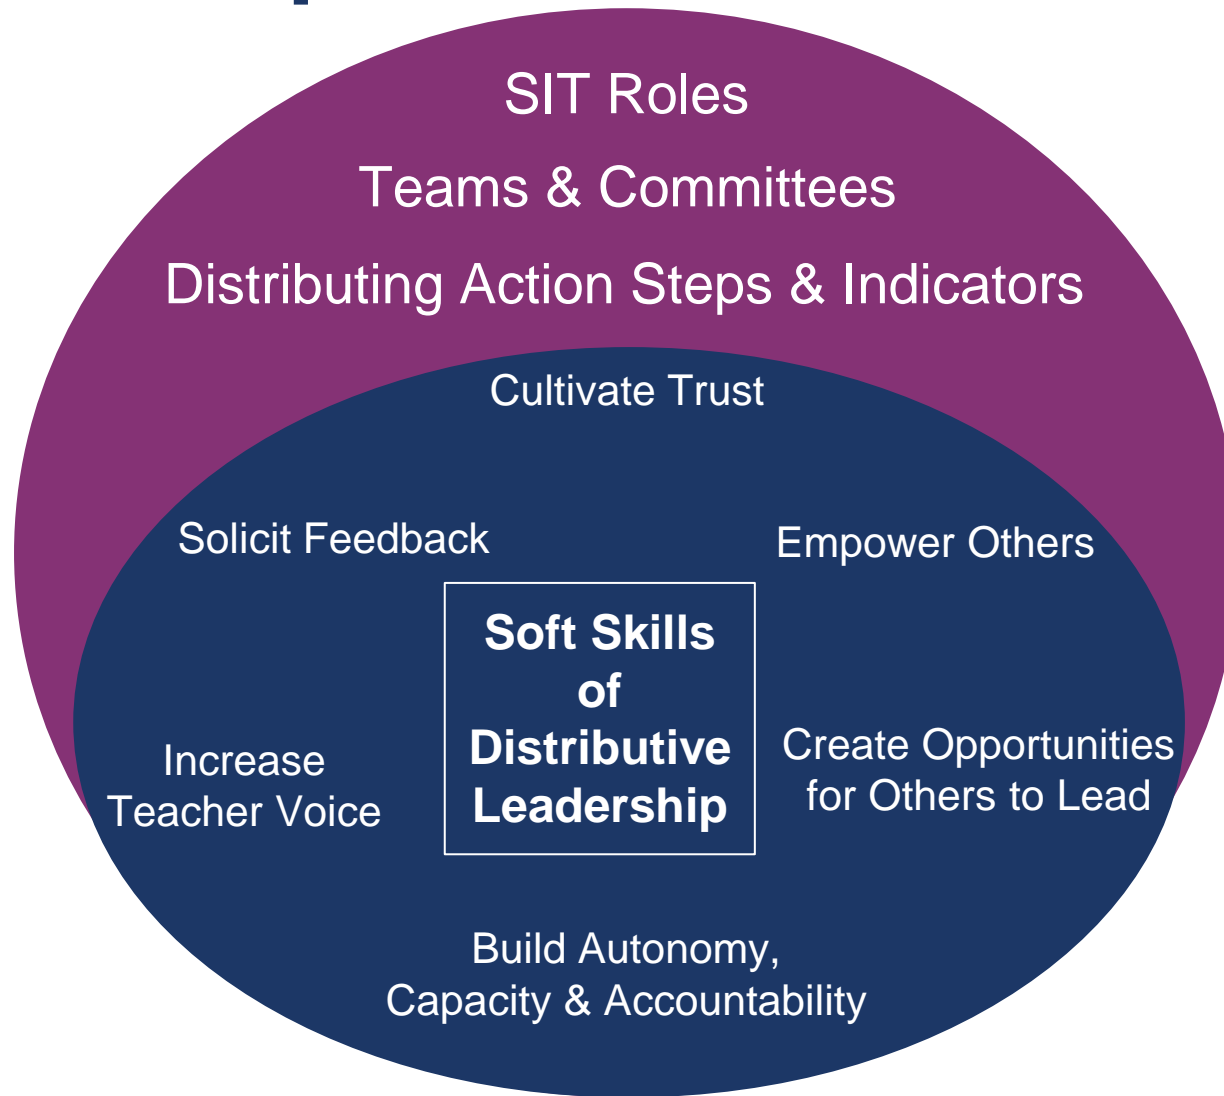 SIT Roles
Teams & Committees
Distributing Action Steps & Indicators
Cultivate Trust
Solicit Feedback
Empower Others
Soft Skills
of
Distributive
Leadership
Increase
Teacher Voice
Create Opportunities
for Others to Lead
Build Autonomy,
Capacity & Accountability